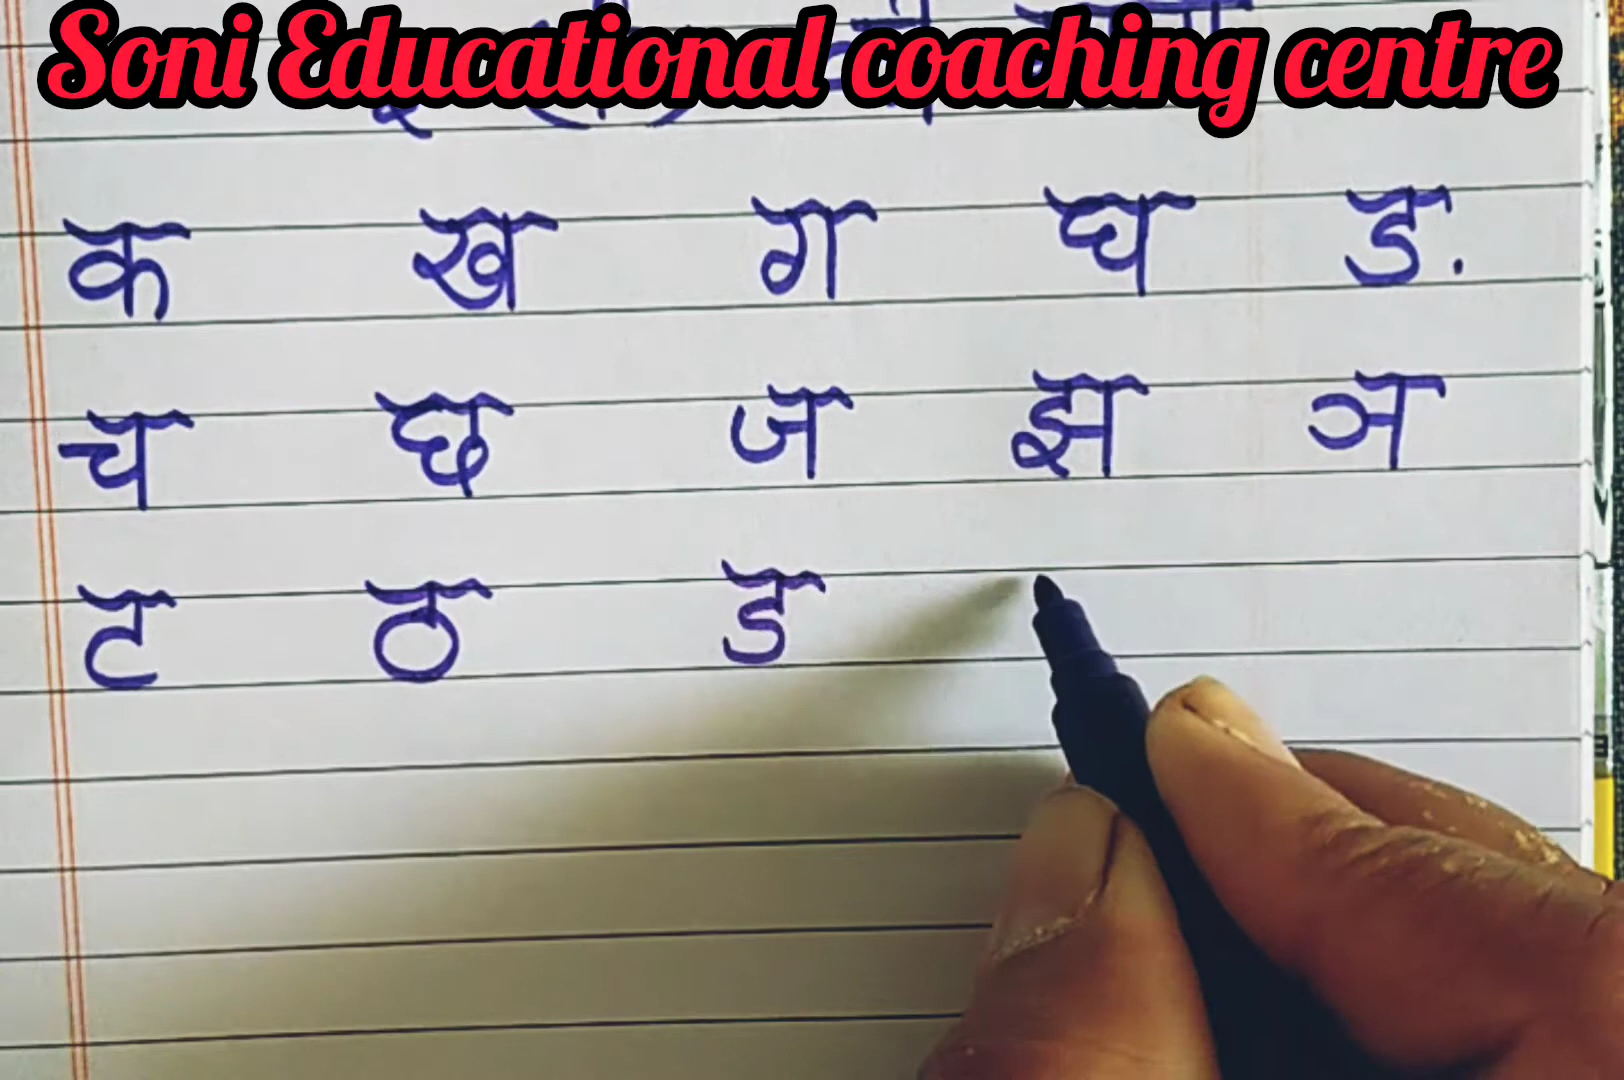 Soni Educational coaching centre
क ख ग घ ङ
च छ ज झ ञ
ट ठ ड